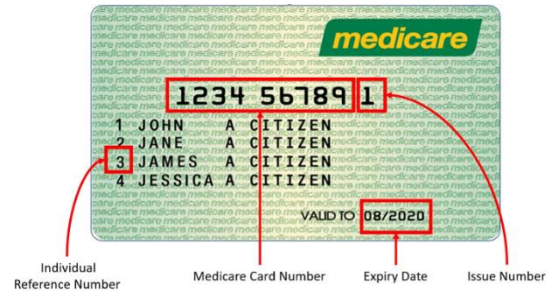 medicare
1234 56789 1
1 JOHN A CITIZEN
2 JANE A CITIZEN
3 JAMES A CITIZEN
4 JESSICA A CITIZEN
VALID TO 08/2020
Individual
Reference Number
Medicare Card Number
Expiry Date
Issue Number